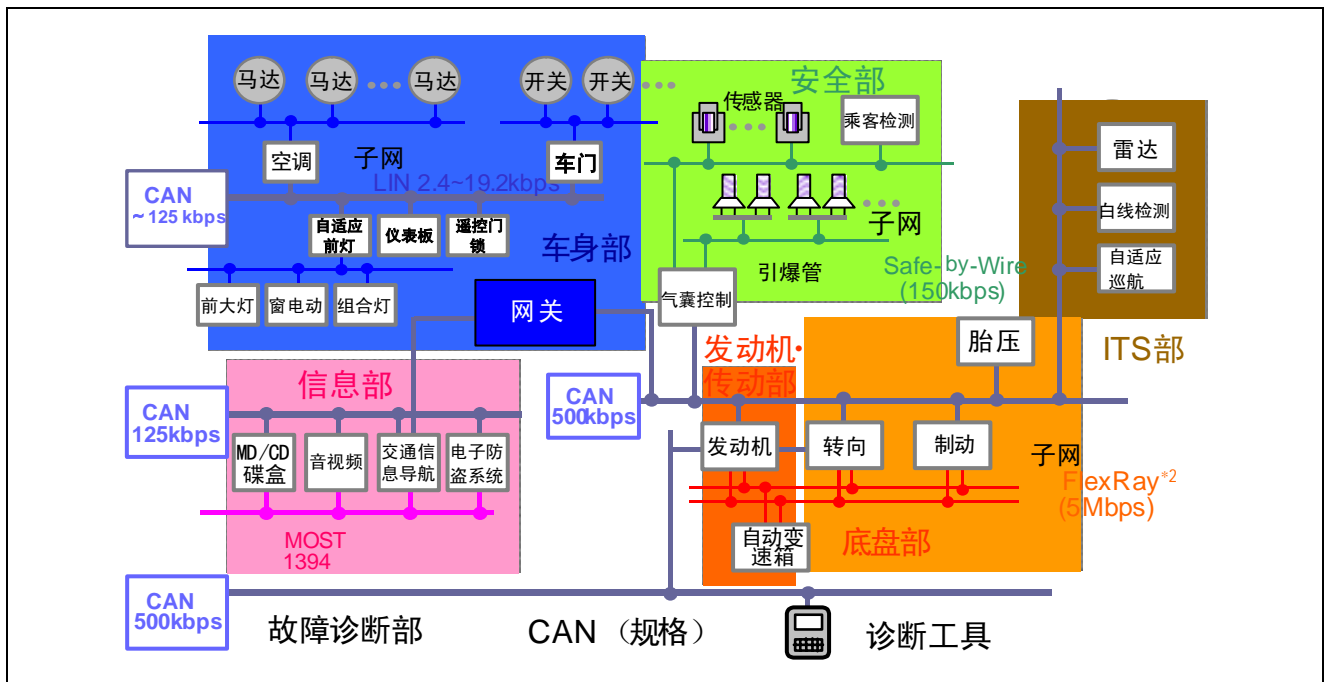 马达
马达
马达
开关
开关
安全部
传感器
乘客检测
空调
子网
车门
LIN 2.4~19.2kbps
CAN
~125 kbps
自适应
前灯
仪表板
遥控门
锁
车身部
子网
引爆管
Safe-by-Wire
(150kbps)
前大灯
窗电动
组合灯
网关
气囊控制
雷达
白线检测
自适应
巡航
ITS部
胎压
发动机·
传动部
信息部
CAN
125kbps
CAN
500kbps
MD/CD
碟盒
音视频
交通信
息导航
电子防
盗系统
发动机
转向
制动
子网
FlexRay*2
(5Mbps)
MOST
1394
自动变
速箱
底盘部
CAN
500kbps
故障诊断部
CAN（规格）
诊断工具